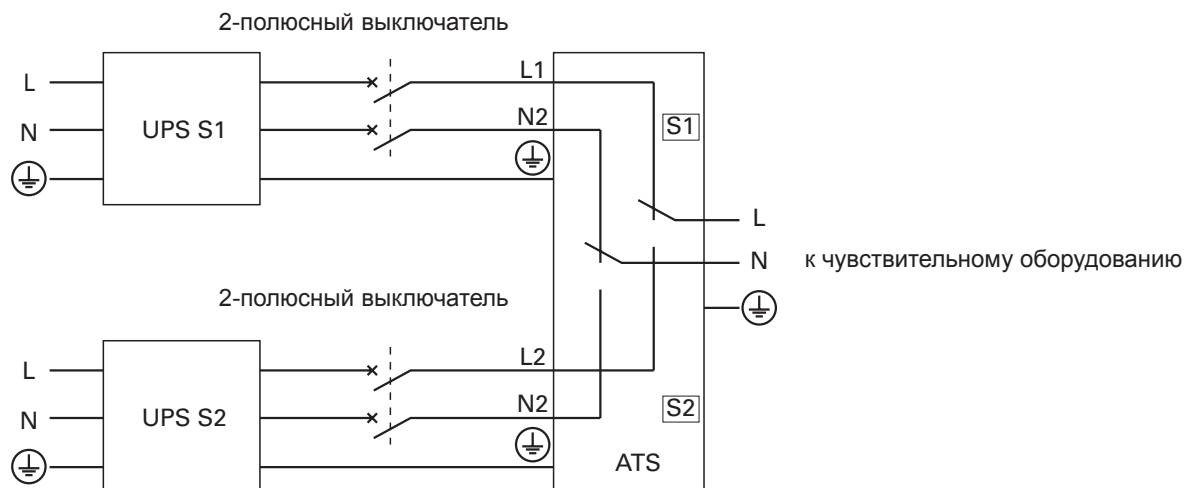 2-полюсный выключатель
L
L1
N
UPS S1
N2
S1
L
N
к чувствительному оборудованию
2-полюсный выключатель
L
L2
N
UPS S2
N2
S2
ATS